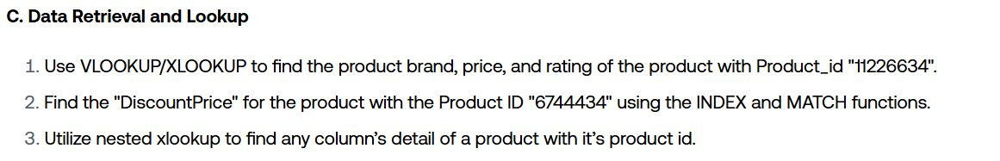 C. Data Retrieval and Lookup
1. Use VLOOKUP/XLOOKUP to find the product brand, price, and rating of the product with Product_id "11226634".
2. Find the "DiscountPrice" for the product with the Product ID "6744434" using the INDEX and MATCH functions.
3. Utilize nested xlookup to find any column’s detail of a product with it’s product id.